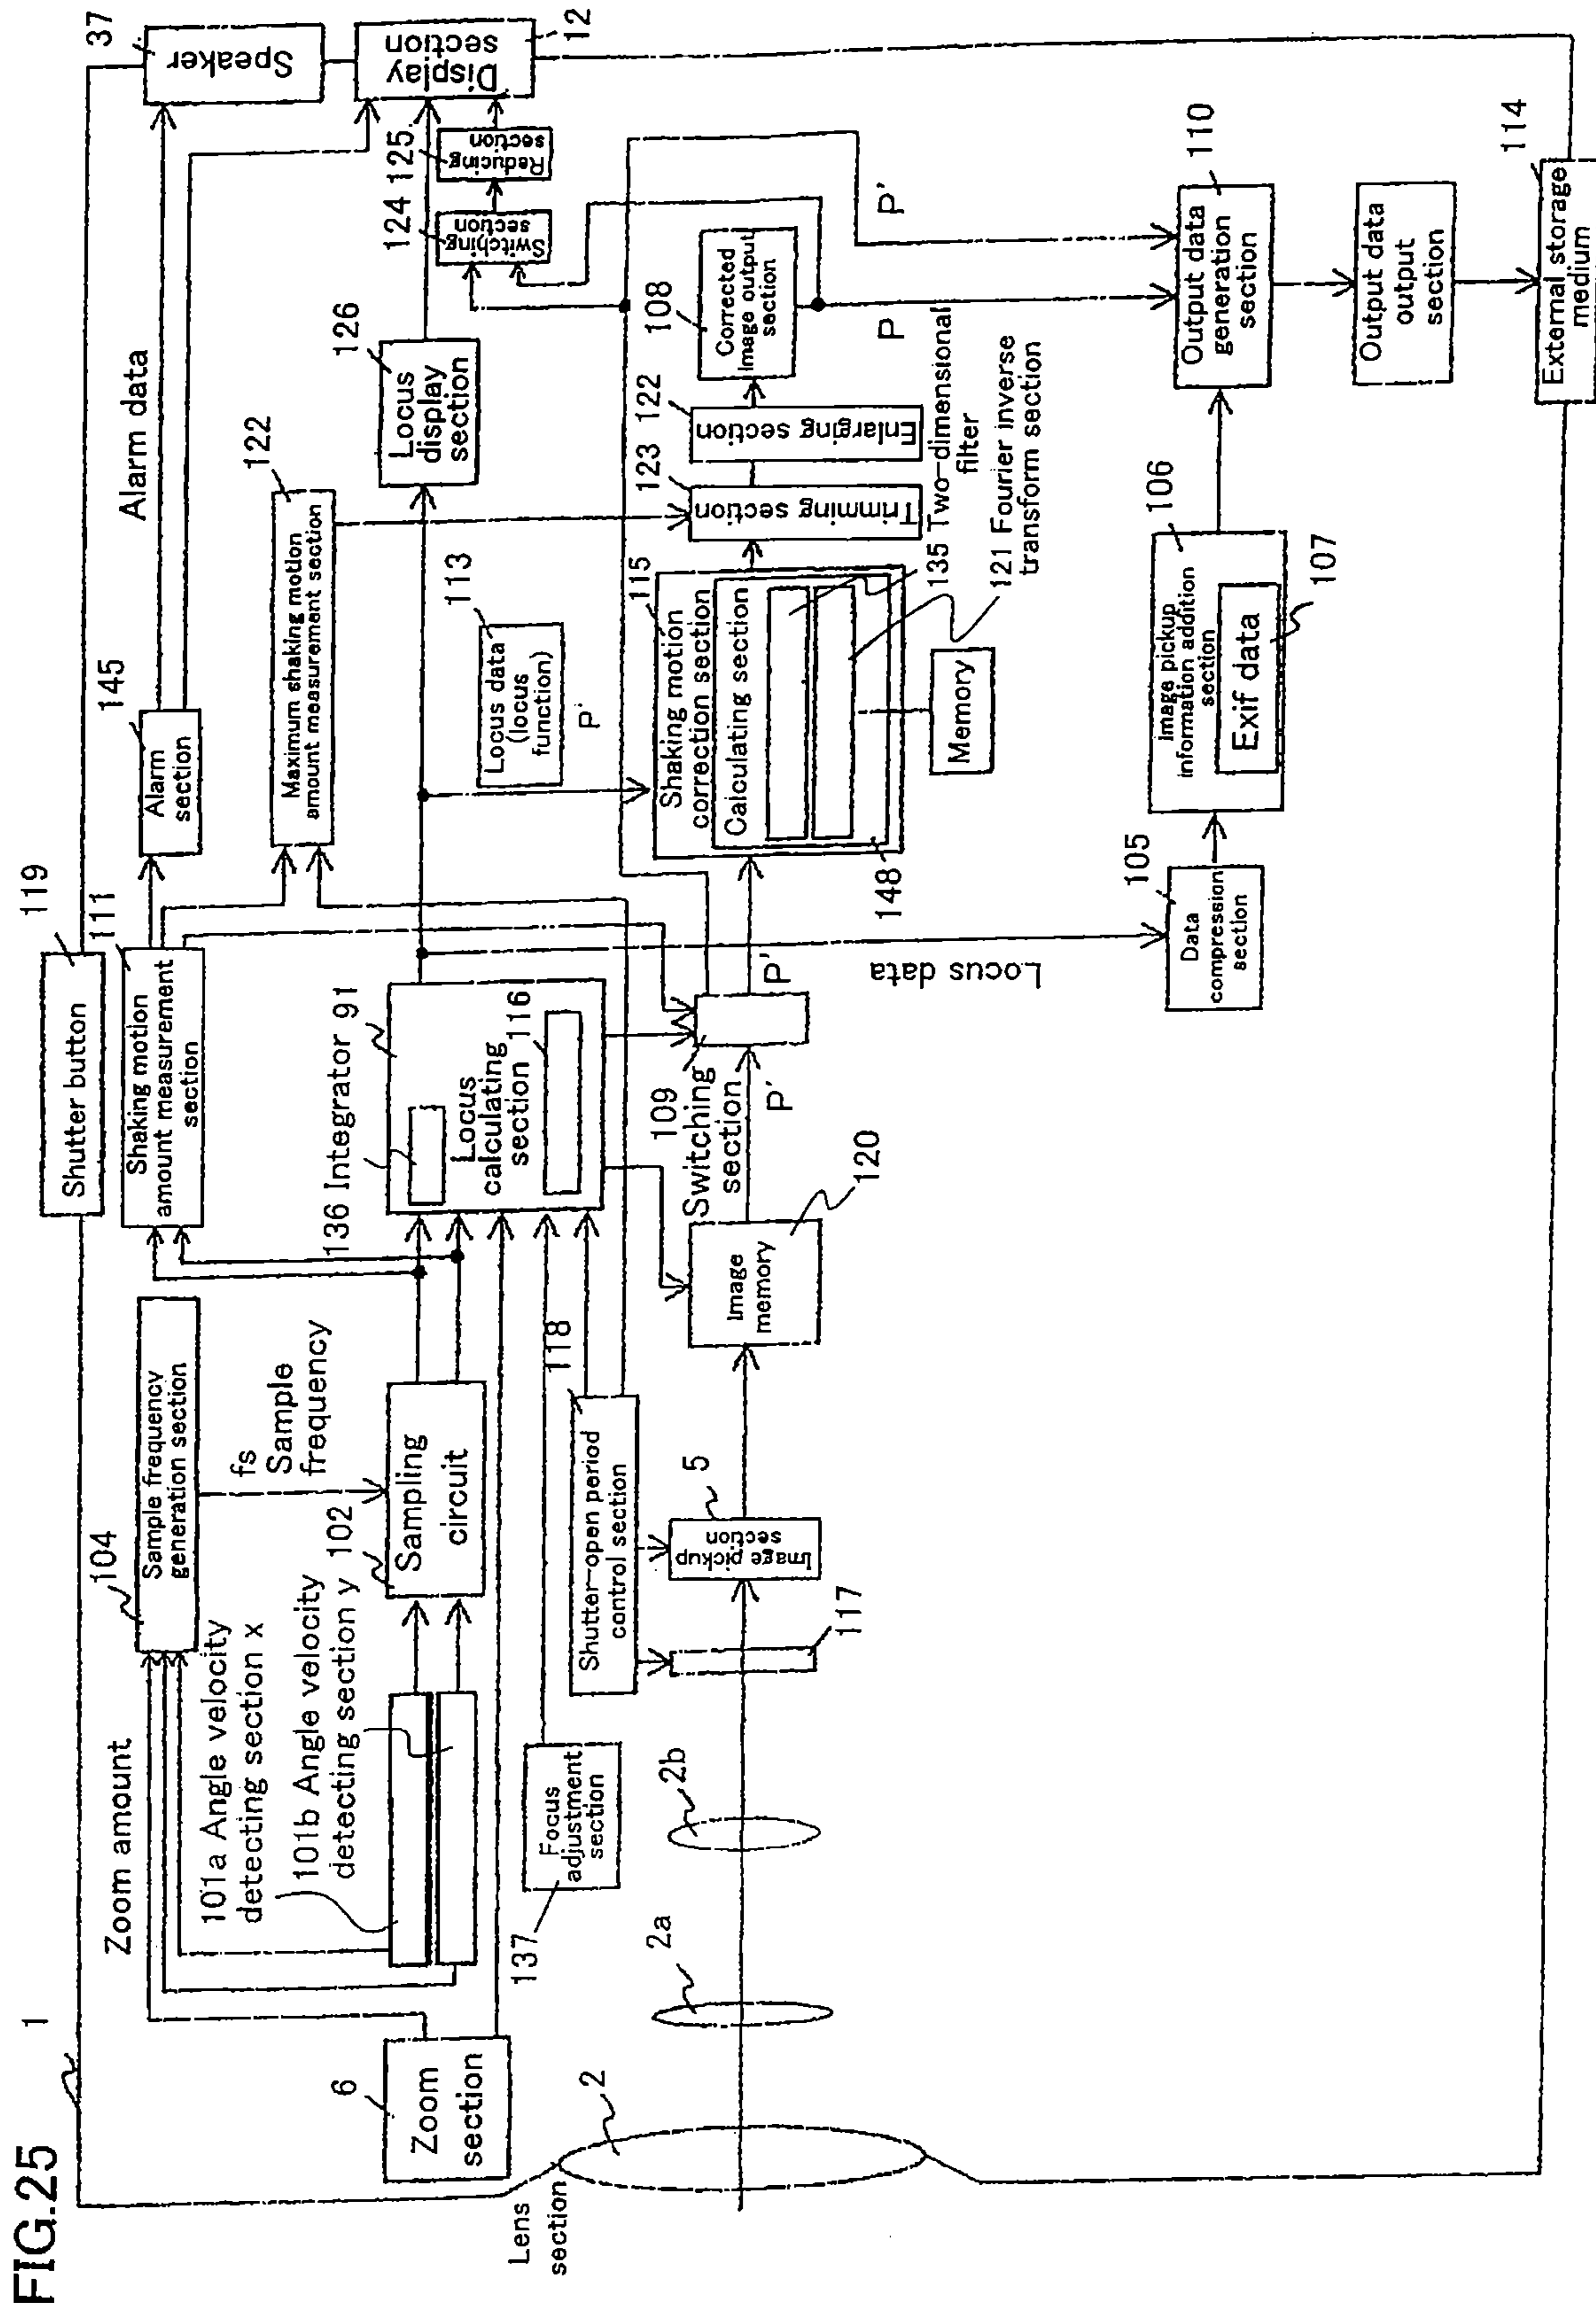 FIG.25
1
Lens
section
2
2a
2b
6
Zoom
section
Zoom amount
101a Angle velocity
detecting section x
101b Angle velocity
detecting section y
104
Sample frequency
generation section
fs Sample
frequency
102
Sampling
circuit
137
Focus
adjustment
section
118
Shutter-open period
control section
117
5
Image pickup
section
119
Shutter button
111
Shaking motion
amount measurement
section
136 Integrator
91
Locus
calculating
section
116
Image
memory
120
109
Switching
section
P'
P'
145
Alarm
section
Alarm data
122
Maximum shaking motion
amount measurement section
113
Locus data
(locus
function)
P'
126
Locus
display
section
115
Shaking motion
correction section
Calculating section
148
Memory
135 Two-dimensional
filter
121 Fourier inverse
transform section
123
Trimming section
122
Enlarging section
108
Corrected
Image output
section
P
P'
124
Switching
section
125
Reducing
section
37
Speaker
12
Display
section
Locus data
105
Data
compression
section
106
Image pickup
information addition
section
Exif data
107
110
Output data
generation
section
Output data
output
section
114
External storage
medium